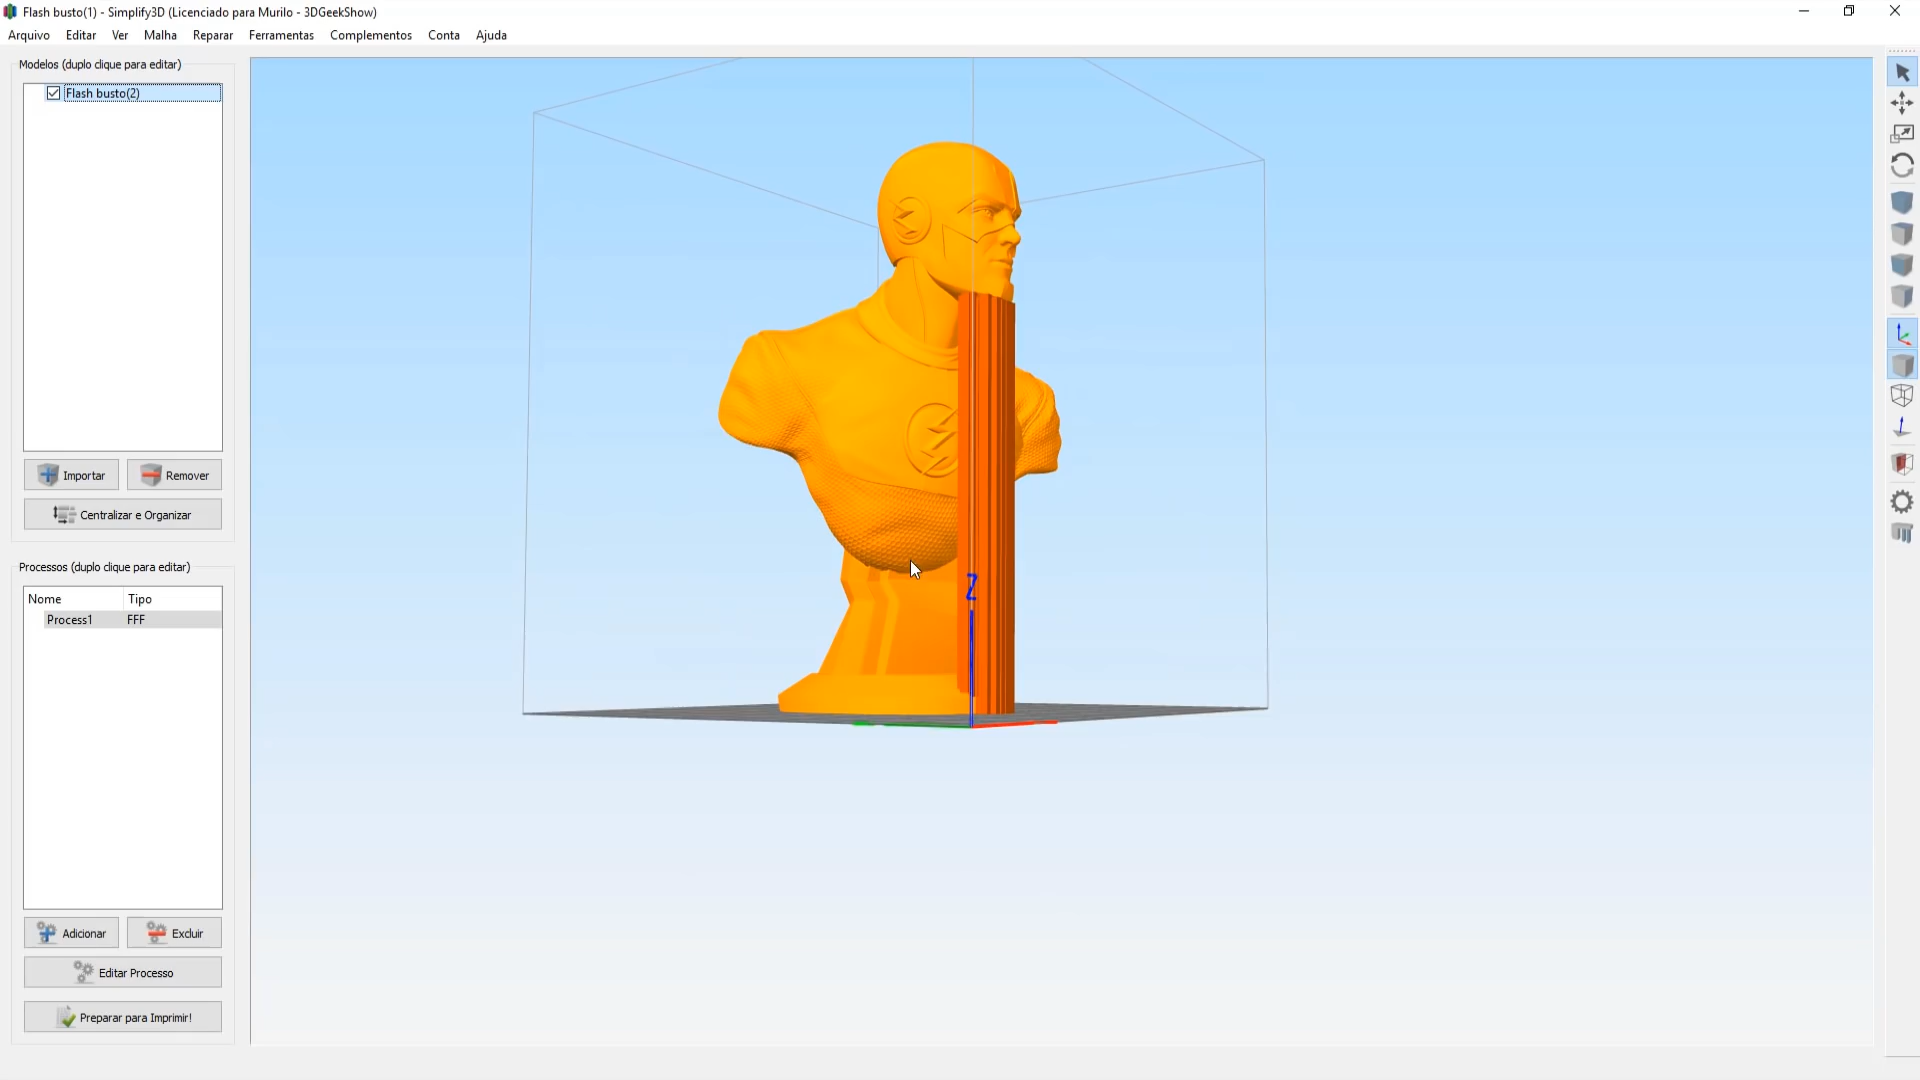 Flash busto(1) - Simplify3D (Licenciado para Murilo - 3DGeekShow)
Arquivo Editar Ver Malha Reparar Ferramentas Complementos Conta Ajuda
Modelos (duplo clique para editar)
Flash busto(2)
Importar Remover
Centralizar e Organizar
Processos (duplo clique para editar)
Nome Tipo
Process1 FFF
Adicionar Excluir
Editar Processo
Preparar para Imprimir!
Z